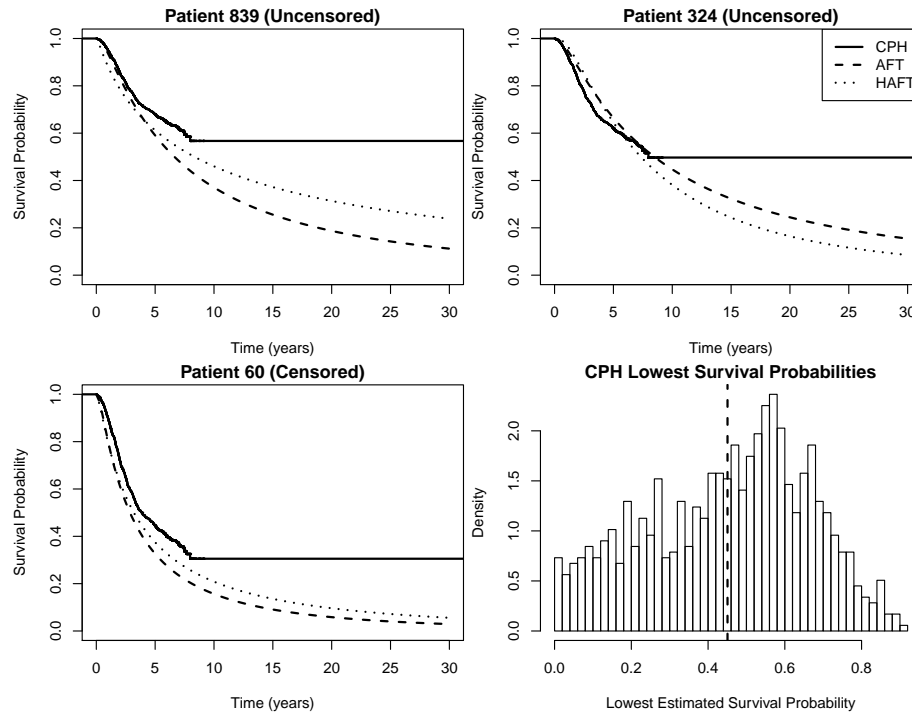 Patient 839 (Uncensored)
Survival Probability
1.0
0.8
0.6
0.4
0.2
0.0
0 5 10 15 20 25 30
Time (years)
Patient 324 (Uncensored)
CPH
AFT
HAFT
Survival Probability
1.0
0.8
0.6
0.4
0.2
0.0
0 5 10 15 20 25 30
Time (years)
Patient 60 (Censored)
Survival Probability
1.0
0.8
0.6
0.4
0.2
0.0
0 5 10 15 20 25 30
Time (years)
CPH Lowest Survival Probabilities
Density
2.0
1.5
1.0
0.5
0.0
0.0 0.2 0.4 0.6 0.8
Lowest Estimated Survival Probability